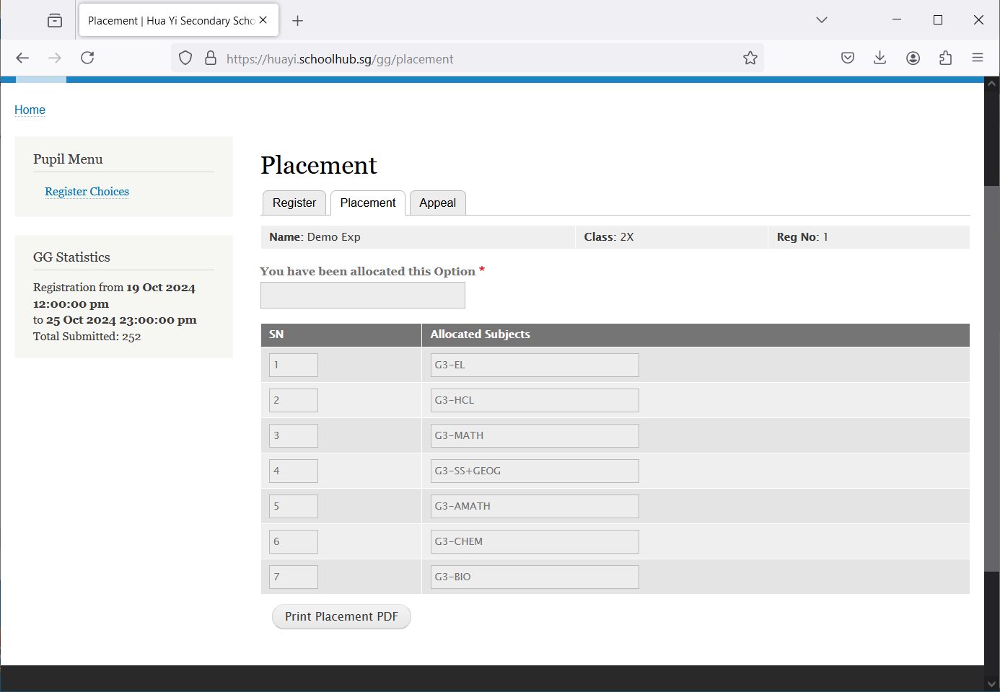 Placement | Hua Yi Secondary Scho
https://huayi.schoolhub.sg/gg/placement
Home
Pupil Menu
Register Choices
GG Statistics
Registration from 19 Oct 2024
12:00:00 pm
to 25 Oct 2024 23:00:00 pm
Total Submitted: 252
Placement
Register Placement Appeal
Name: Demo Exp Class: 2X Reg No: 1
You have been allocated this Option *
SN Allocated Subjects
1 G3-EL
2 G3-HCL
3 G3-MATH
4 G3-SS+GEOG
5 G3-AMATH
6 G3-CHEM
7 G3-BIO
Print Placement PDF